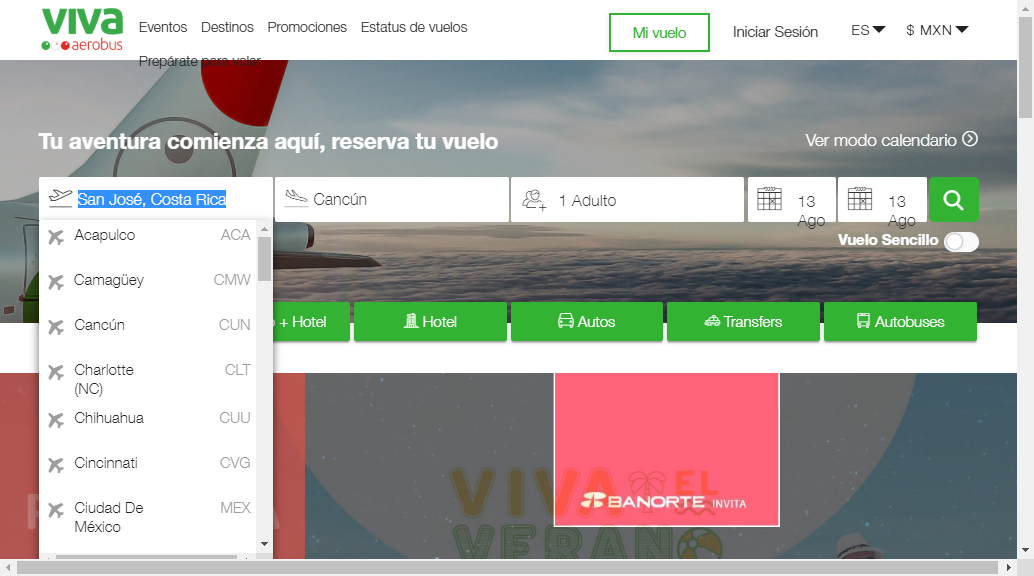 viva
aerobus
Eventos Destinos Promociones Estatus de vuelos
Prepárate para volar
Mi vuelo
Iniciar Sesión
ES
$ MXN
Tu aventura comienza aquí, reserva tu vuelo
Ver modo calendario
San José, Costa Rica
Cancún
1 Adulto
13
Ago
13
Ago
Vuelo Sencillo
Acapulco ACA
Camagüey CMW
Cancún CUN
Charlotte
(NC) CLT
Chihuahua CUU
Cincinnati CVG
Ciudad De
México MEX
+ Hotel
Hotel
Autos
Transfers
Autobuses
VIVA EL
VERANO
BANORTE INVITA